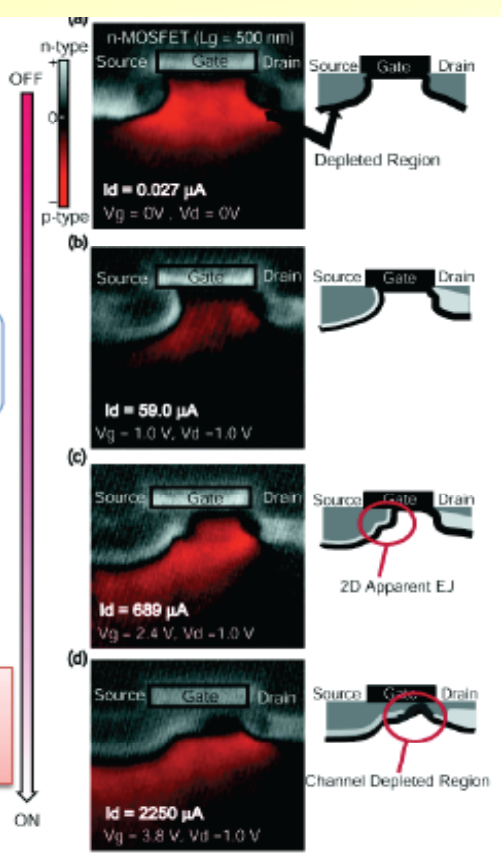 (a)
n-type
OFF
+
0
-
p-type
n-MOSFET (Lg = 500 nm)
Source Gate Drain
Id = 0.027 μA
Vg = 0V , Vd = 0V
Source Gate Drain
Depleted Region
(b)
Source Gate Drain
Id = 59.0 μA
Vg = 1.0 V, Vd =1.0 V
Source Gate Drain
(c)
Source Gate Drain
Id = 689 μA
Vg = 2.4 V, Vd =1.0 V
Source Gate Drain
2D Apparent EJ
(d)
Source Gate Drain
Id = 2250 μA
Vg = 3.8 V, Vd =1.0 V
Source Gate Drain
Channel Depleted Region
ON